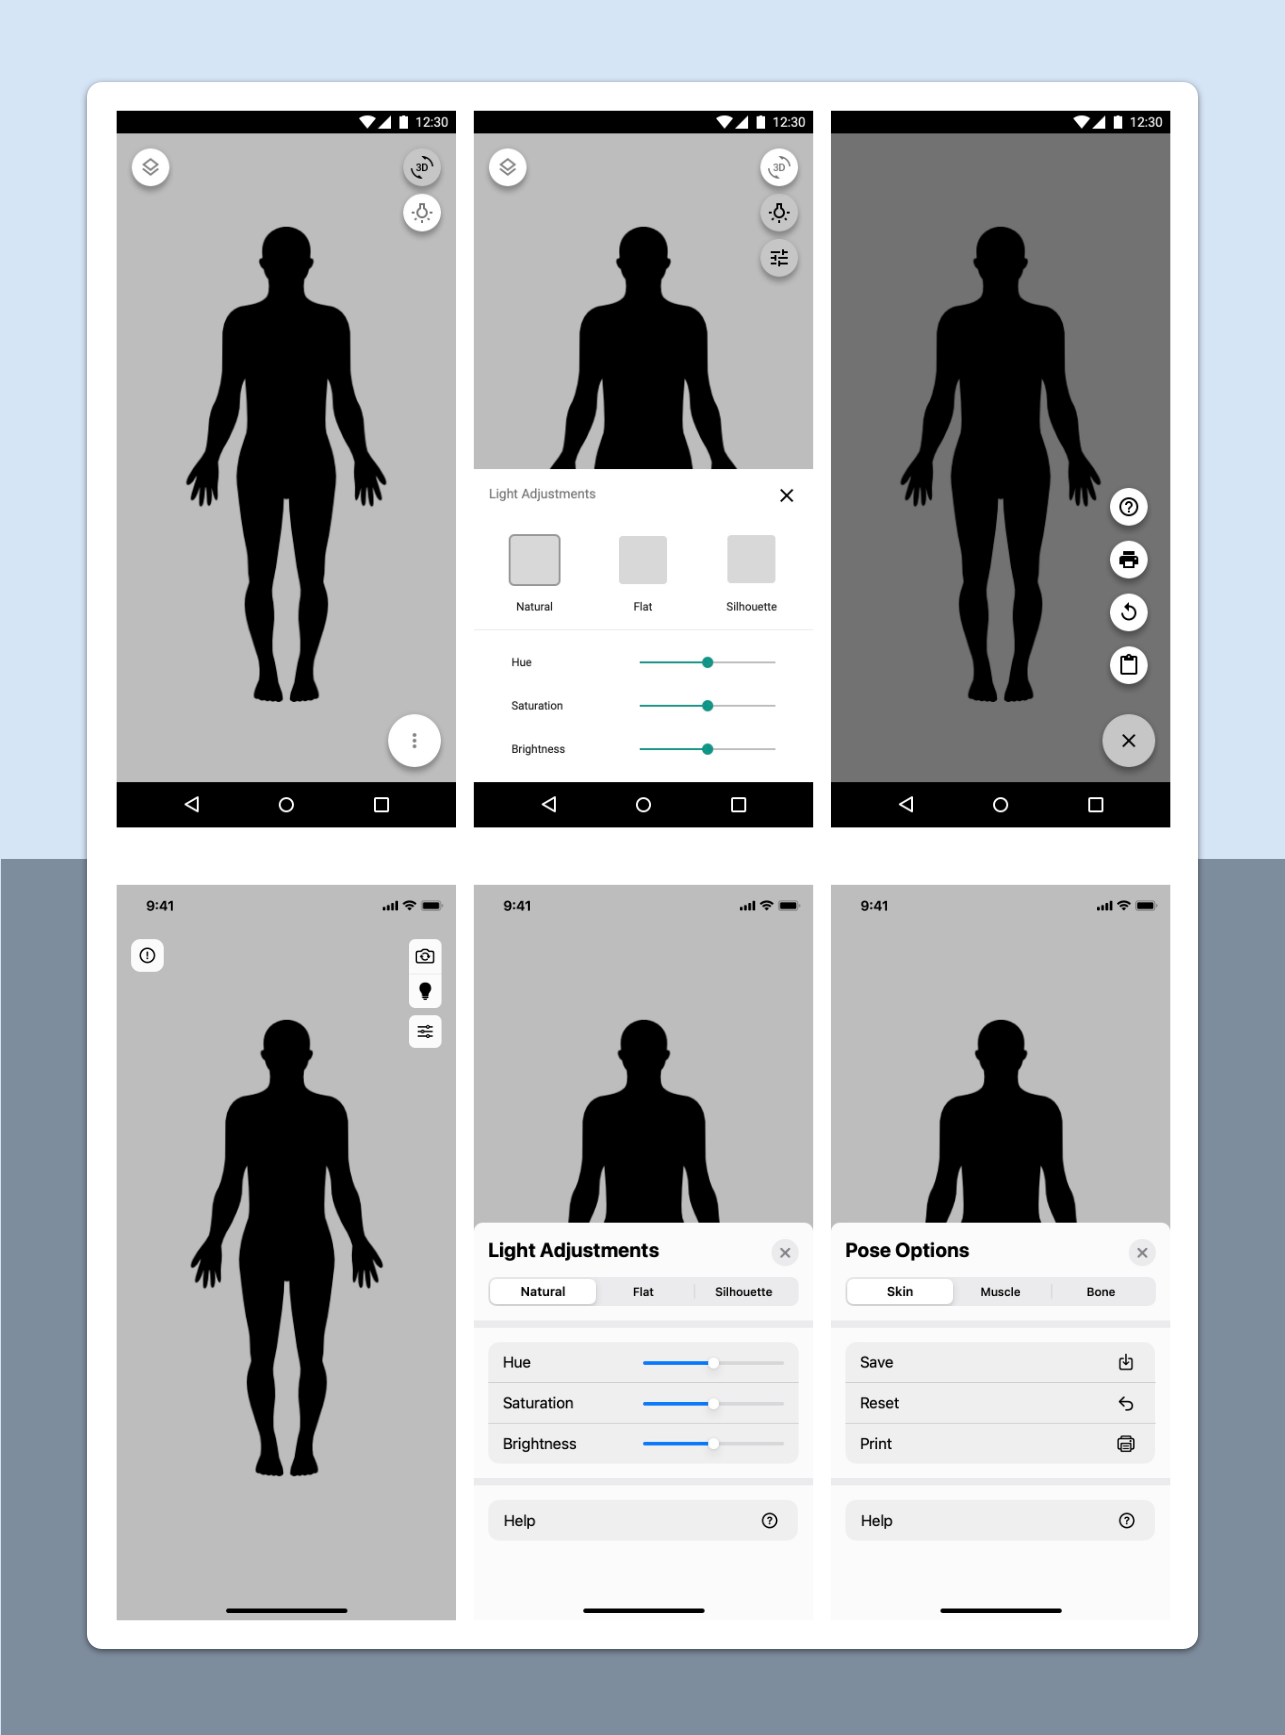 12:30
3D
12:30
3D
Light Adjustments
Natural Flat Silhouette
Hue
Saturation
Brightness
12:30
9:41
9:41
Light Adjustments
Natural Flat Silhouette
Hue
Saturation
Brightness
Help
9:41
Pose Options
Skin Muscle Bone
Save
Reset
Print
Help